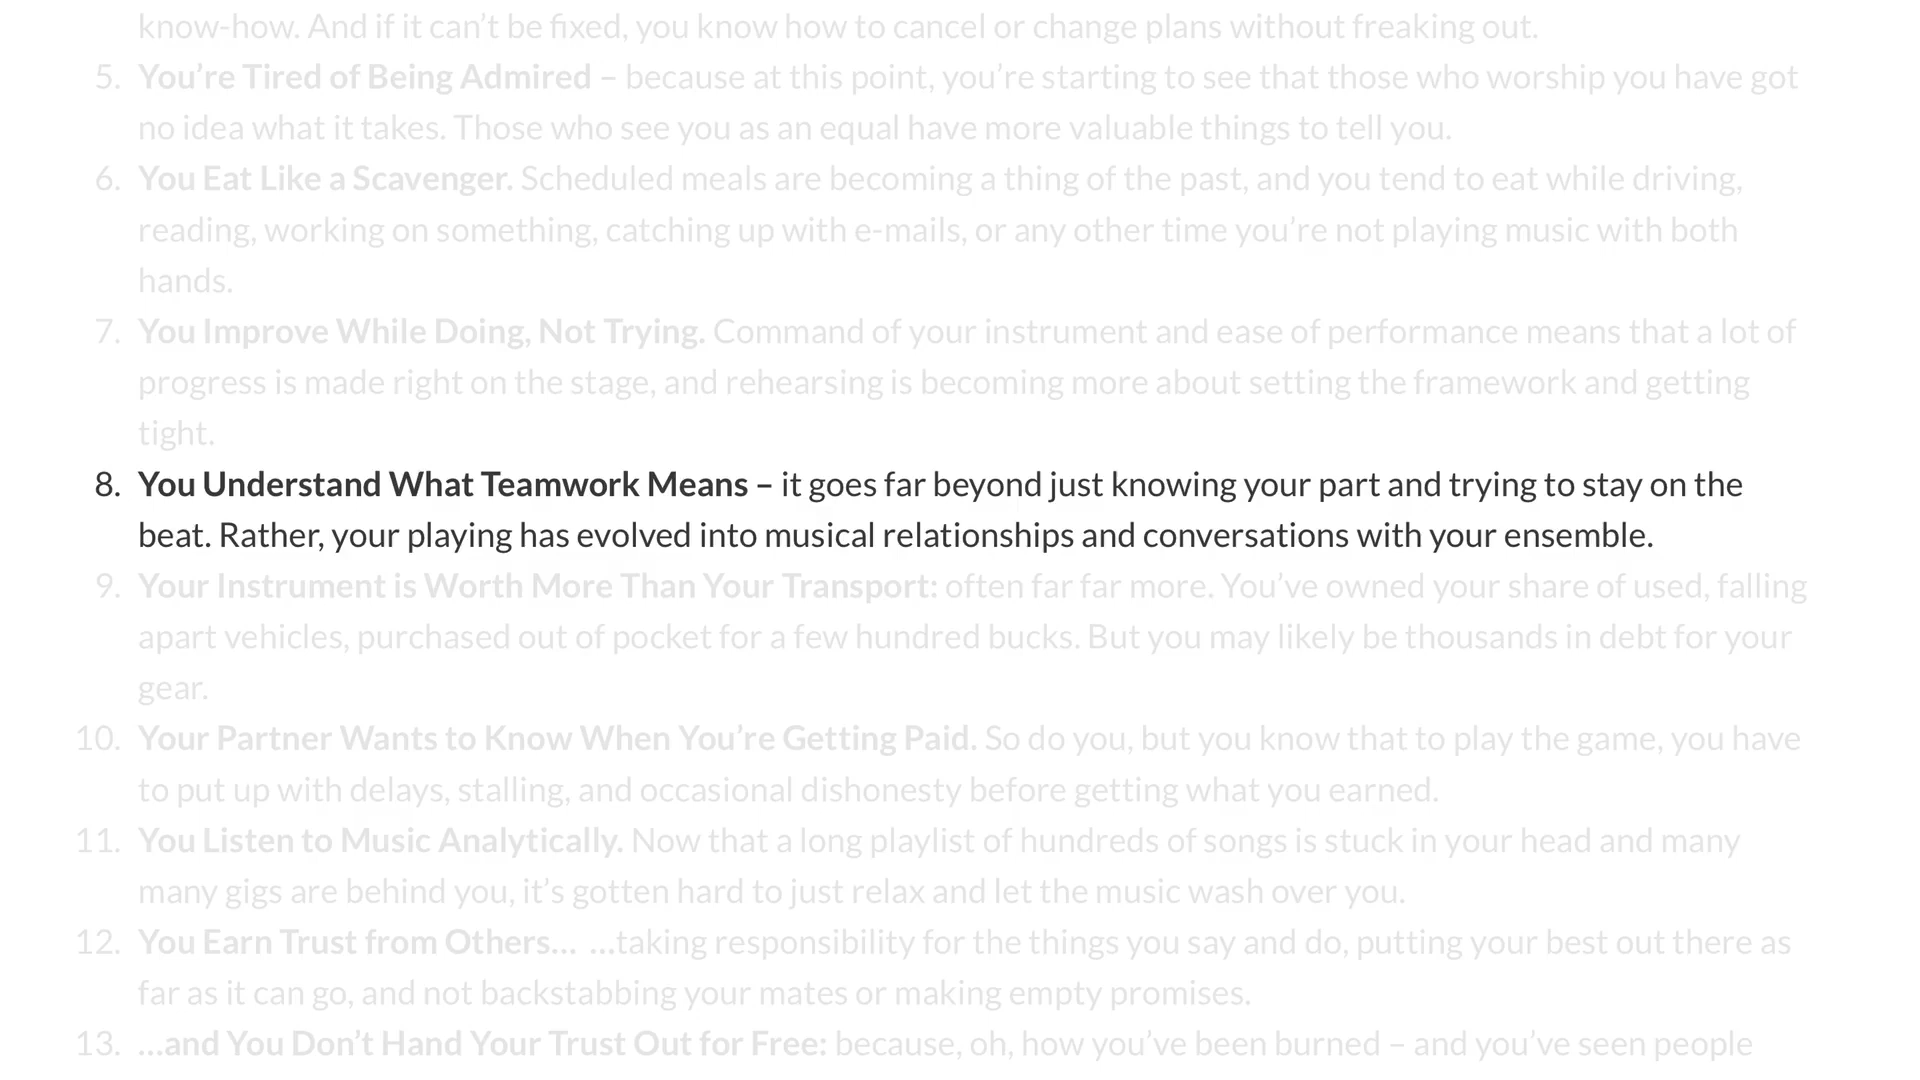 know-how. And if it can’t be fixed, you know how to cancel or change plans without freaking out.
5. You’re Tired of Being Admired – because at this point, you’re starting to see that those who worship you have got
no idea what it takes. Those who see you as an equal have more valuable things to tell you.
6. You Eat Like a Scavenger. Scheduled meals are becoming a thing of the past, and you tend to eat while driving,
reading, working on something, catching up with e-mails, or any other time you’re not playing music with both
hands.
7. You Improve While Doing, Not Trying. Command of your instrument and ease of performance means that a lot of
progress is made right on the stage, and rehearsing is becoming more about setting the framework and getting
tight.
8. You Understand What Teamwork Means – it goes far beyond just knowing your part and trying to stay on the
beat. Rather, your playing has evolved into musical relationships and conversations with your ensemble.
9. Your Instrument is Worth More Than Your Transport: often far far more. You’ve owned your share of used, falling
apart vehicles, purchased out of pocket for a few hundred bucks. But you may likely be thousands in debt for your
gear.
10. Your Partner Wants to Know When You’re Getting Paid. So do you, but you know that to play the game, you have
to put up with delays, stalling, and occasional dishonesty before getting what you earned.
11. You Listen to Music Analytically. Now that a long playlist of hundreds of songs is stuck in your head and many
many gigs are behind you, it’s gotten hard to just relax and let the music wash over you.
12. You Earn Trust from Others… …taking responsibility for the things you say and do, putting your best out there as
far as it can go, and not backstabbing your mates or making empty promises.
13. …and You Don’t Hand Your Trust Out for Free: because, oh, how you’ve been burned – and you’ve seen people